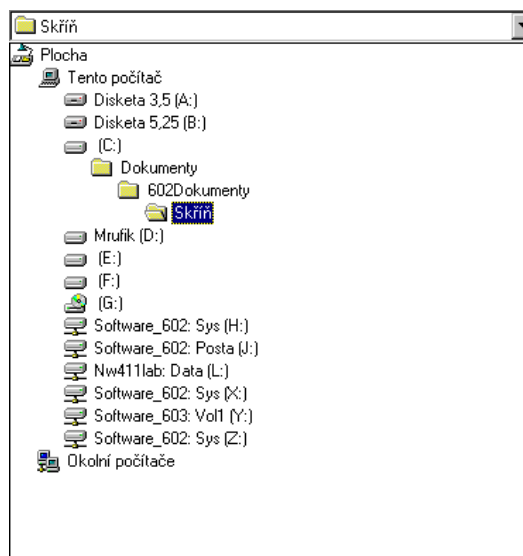 Skříň
Plocha
Tento počítač
Disketa 3,5 (A:)
Disketa 5,25 (B:)
(C:)
Dokumenty
602Dokumenty
Skříň
Mrufik (D:)
(E:)
(F:)
(G:)
Software_602: Sys (H:)
Software_602: Posta (J:)
Nw411lab: Data (L:)
Software_602: Sys (X:)
Software_603: Vol1 (Y:)
Software_602: Sys (Z:)
Okolní počítače